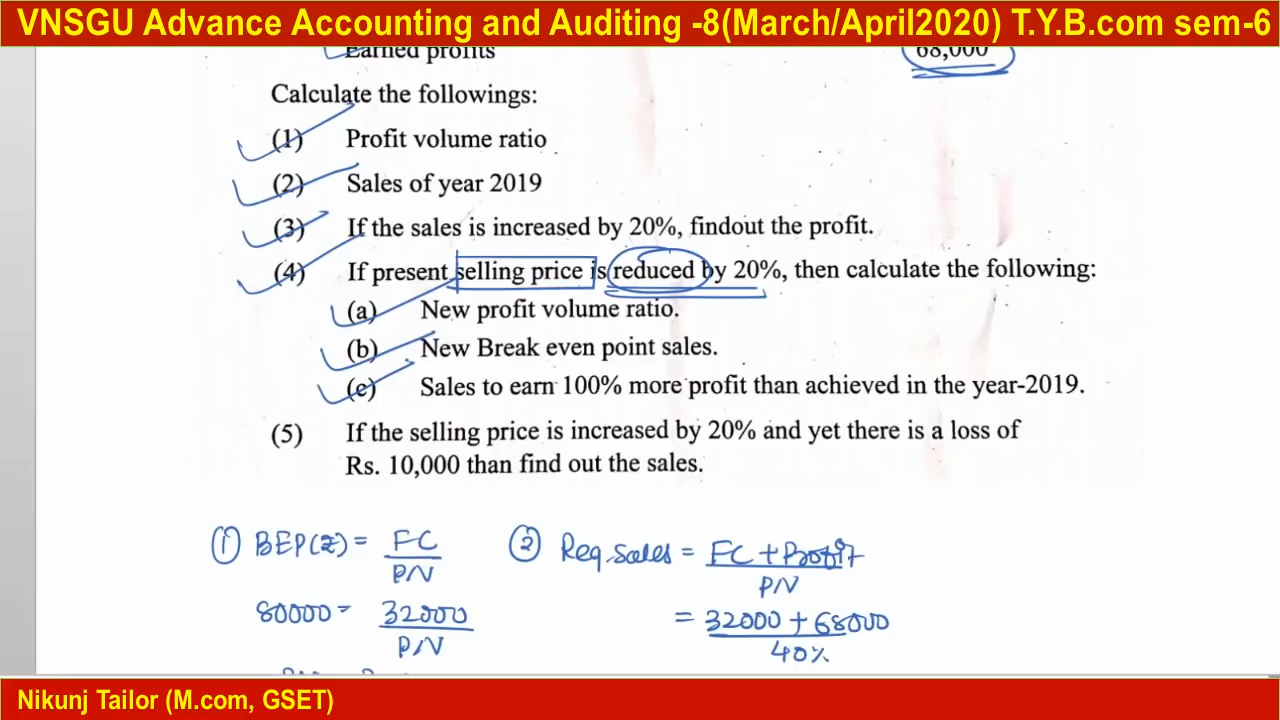 VNSGU Advance Accounting and Auditing -8(March/April2020) T.Y.B.com sem-6
Earned profits 68,000
Calculate the followings:
(1) Profit volume ratio
(2) Sales of year 2019
(3) If the sales is increased by 20%, findout the profit.
(4) If present selling price is reduced by 20%, then calculate the following:
(a) New profit volume ratio.
(b) New Break even point sales.
(c) Sales to earn 100% more profit than achieved in the year-2019.
(5) If the selling price is increased by 20% and yet there is a loss of
Rs. 10,000 than find out the sales.
① BEP(₹) = FC / P/V
② Req. Sales = FC + Profit / P/V
80000 = 32000 / P/V
= 32000 + 68000 / 40%
Nikunj Tailor (M.com, GSET)